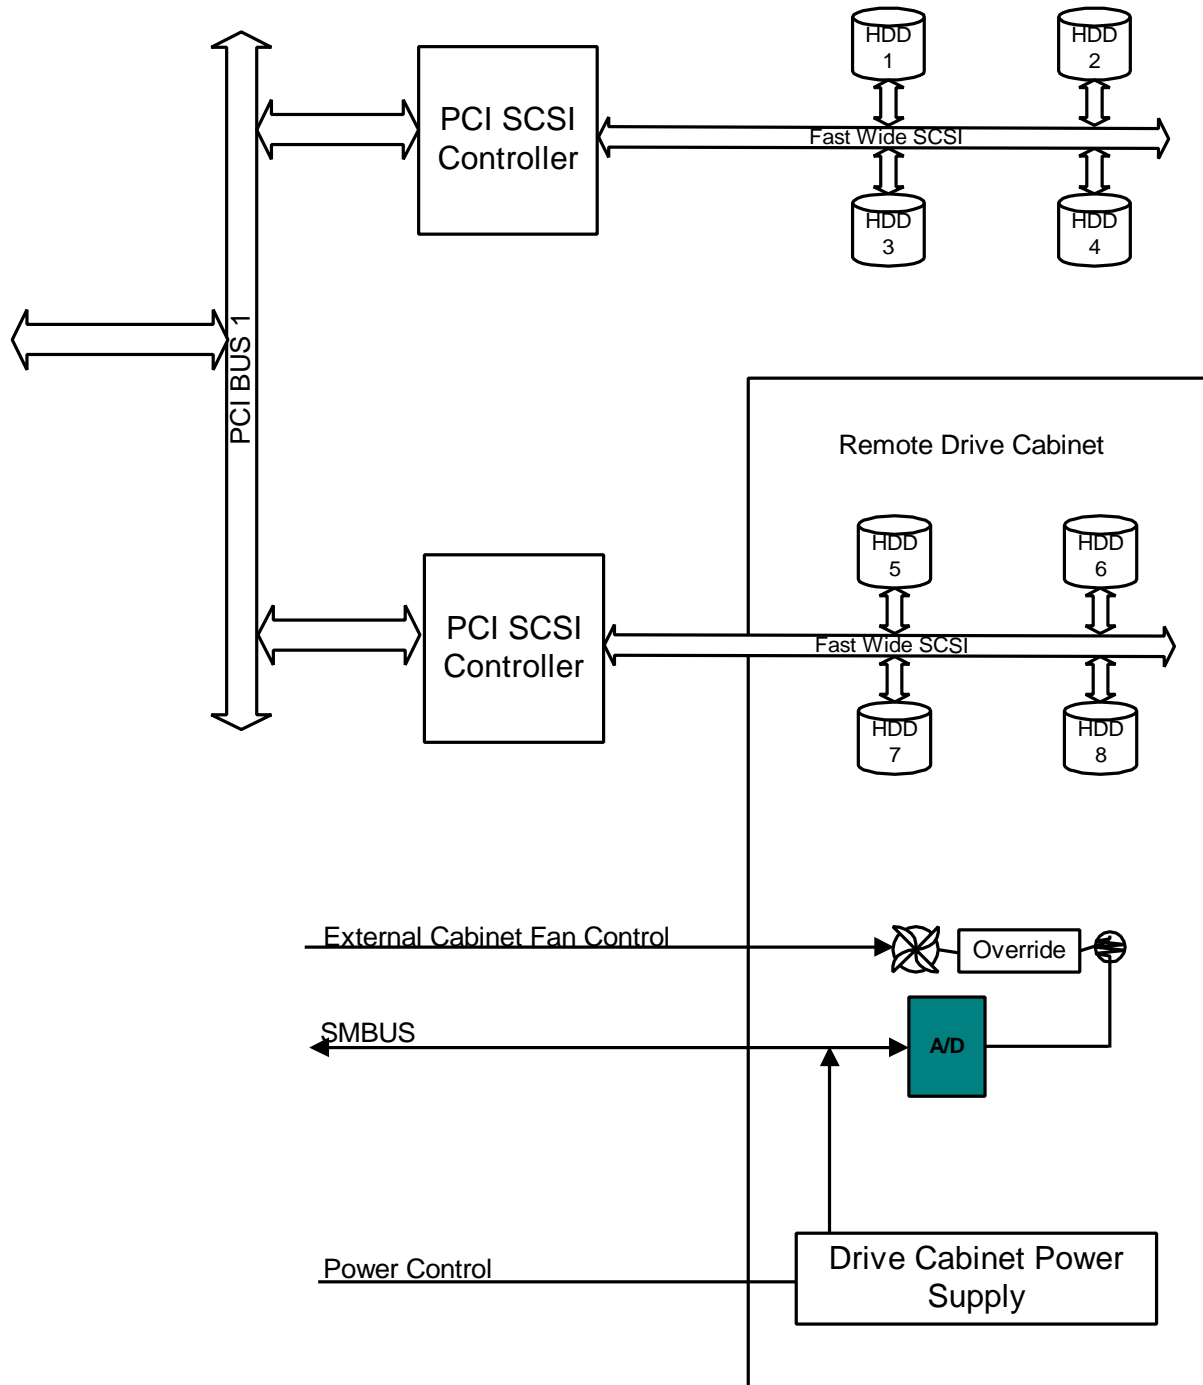 HDD
1
HDD
2
PCI SCSI
Controller
Fast Wide SCSI
HDD
3
HDD
4
PCI BUS 1
Remote Drive Cabinet
HDD
5
HDD
6
PCI SCSI
Controller
Fast Wide SCSI
HDD
7
HDD
8
External Cabinet Fan Control
Override
SMBUS
A/D
Power Control
Drive Cabinet Power
Supply